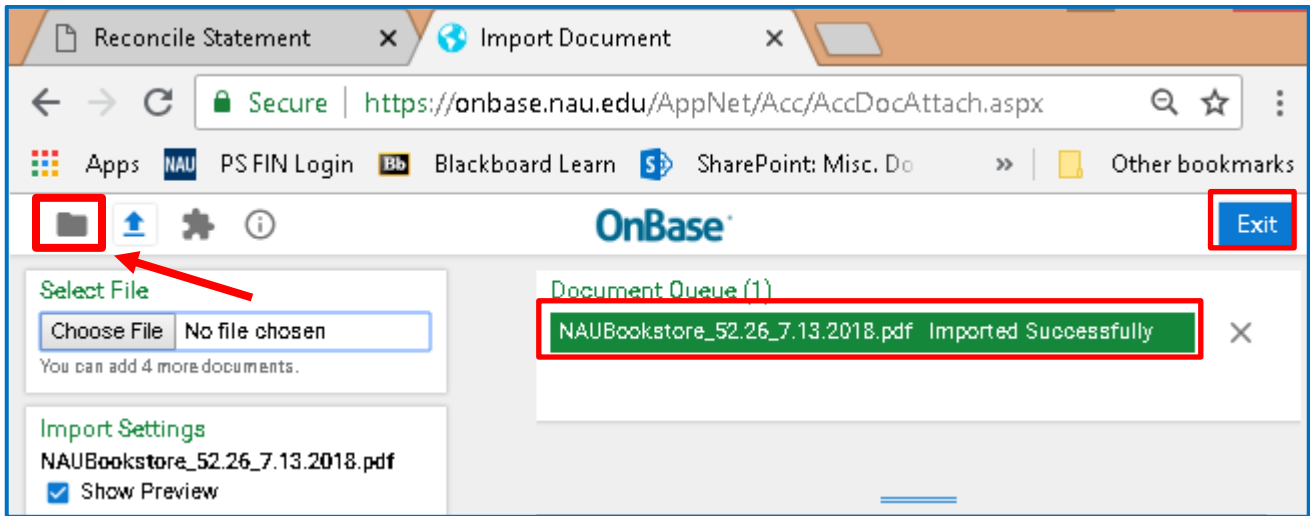 Reconcile Statement
Import Document
Secure | https://onbase.nau.edu/AppNet/Acc/AccDocAttach.aspx
Apps NAU PS FIN Login Bb Blackboard Learn S SharePoint: Misc. Do » Other bookmarks
OnBase
Exit
Select File
Choose File No file chosen
You can add 4 more documents.
Import Settings
NAUBookstore_52.26_7.13.2018.pdf
Show Preview
Document Queue (1)
NAUBookstore_52.26_7.13.2018.pdf Imported Successfully